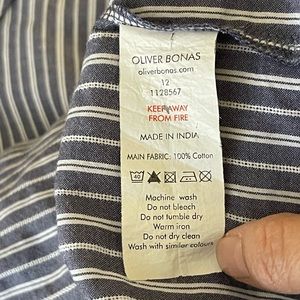 OLIVER BONAS
oliverbonas.com
12
1128567
KEEP AWAY
FROM FIRE
MADE IN INDIA
MAIN FABRIC: 100% Cotton
40
Machine wash
Do not bleach
Do not tumble dry
Warm iron
Do not dry clean
Wash with similar colours